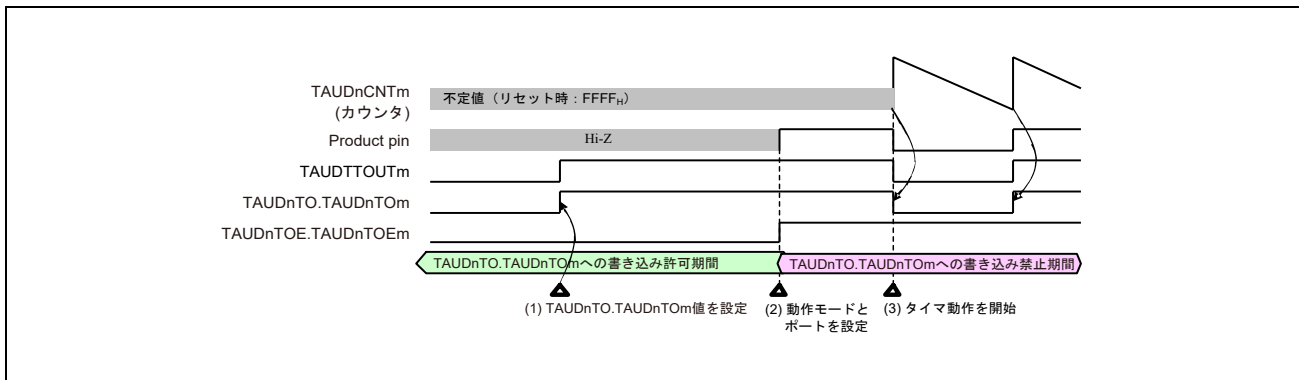 TAUDnCNTm
(カウンタ)
不定値（リセット時：FFFFH）
Product pin
Hi-Z
TAUDTTOUTm
TAUDnTO.TAUDnTOm
TAUDnTOE.TAUDnTOEm
TAUDnTO.TAUDnTOmへの書き込み許可期間
TAUDnTO.TAUDnTOmへの書き込み禁止期間
(1) TAUDnTO.TAUDnTOm値を設定
(2) 動作モードと
ポートを設定
(3) タイマ動作を開始